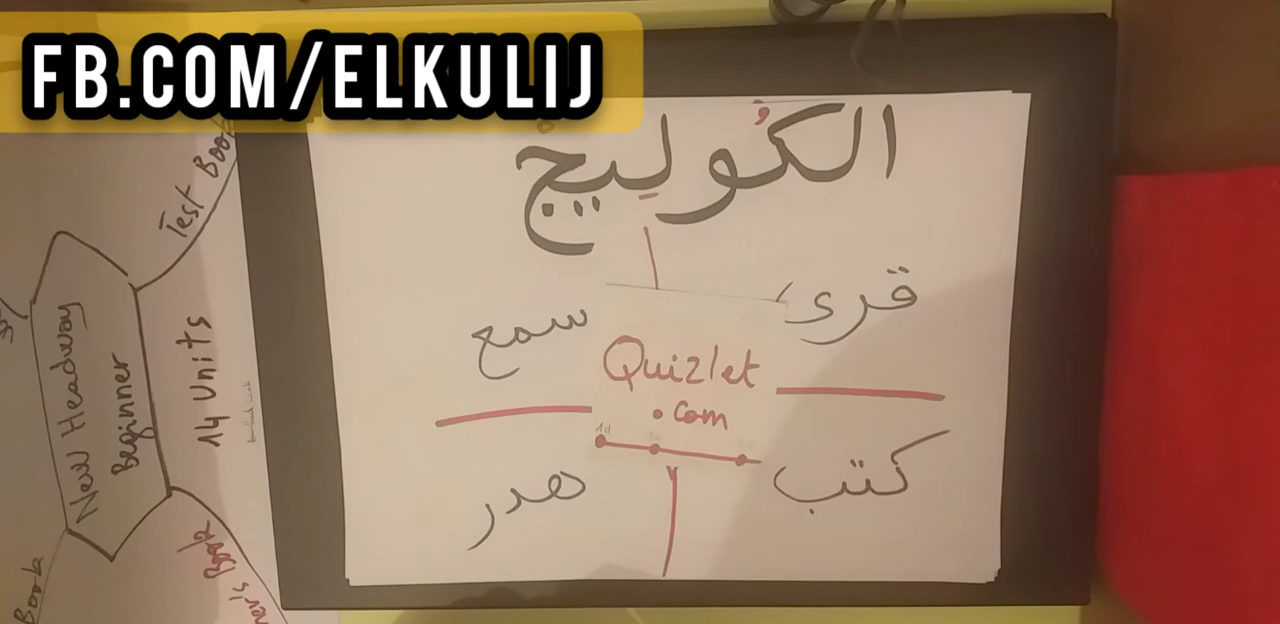 FB.COM/ELKULIJ
الكُولِيجْ
قرى
سمع
Quizlet
.com
1d
كتب
هدر
Test Book
New Headway
Beginner
14 Units
Book